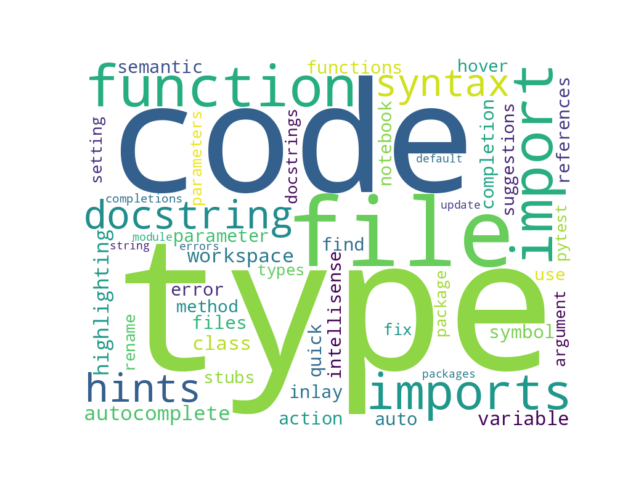 semantic
functions
hover
function
syntax
import
references
setting
code
parameters
docstrings
notebook
default
completion
suggestions
completions
docstring
file
update
pytest
module
parameter
string
errors
workspace
find
highlighting
type
types
intellisense
package
use
error
method
files
class
rename
quick
fix
symbol
argument
stubs
hints
inlay
packages
imports
autocomplete
action
auto
variable